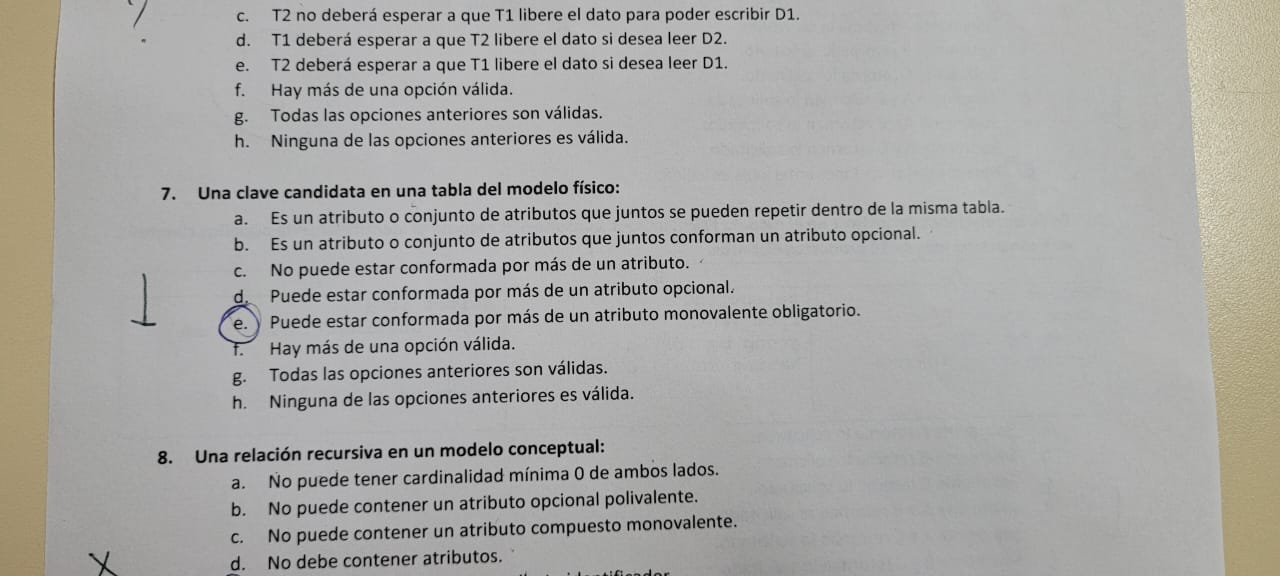 c. T2 no deberá esperar a que T1 libere el dato para poder escribir D1.
d. T1 deberá esperar a que T2 libere el dato si desea leer D2.
e. T2 deberá esperar a que T1 libere el dato si desea leer D1.
f. Hay más de una opción válida.
g. Todas las opciones anteriores son válidas.
h. Ninguna de las opciones anteriores es válida.
7. Una clave candidata en una tabla del modelo físico:
a. Es un atributo o conjunto de atributos que juntos se pueden repetir dentro de la misma tabla.
b. Es un atributo o conjunto de atributos que juntos conforman un atributo opcional.
c. No puede estar conformada por más de un atributo.
d. Puede estar conformada por más de un atributo opcional.
e. Puede estar conformada por más de un atributo monovalente obligatorio.
f. Hay más de una opción válida.
g. Todas las opciones anteriores son válidas.
h. Ninguna de las opciones anteriores es válida.
8. Una relación recursiva en un modelo conceptual:
a. No puede tener cardinalidad mínima 0 de ambos lados.
b. No puede contener un atributo opcional polivalente.
c. No puede contener un atributo compuesto monovalente.
d. No debe contener atributos.